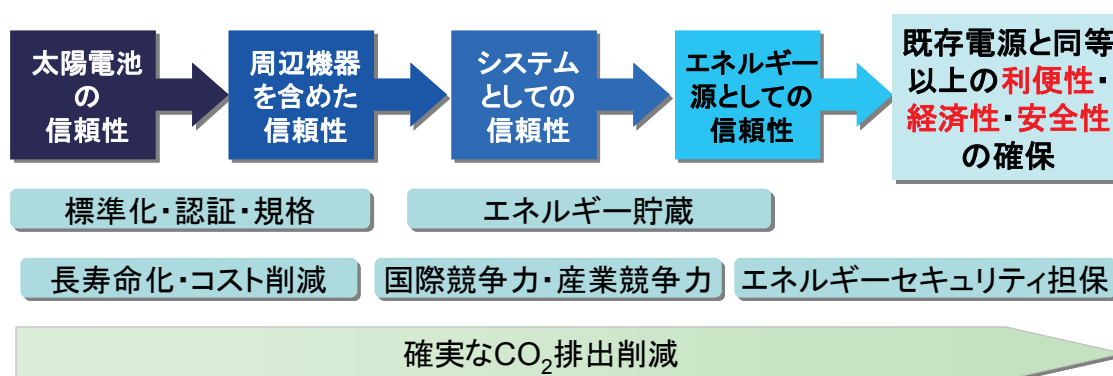 太陽電池
の
信頼性
周辺機器
を含めた
信頼性
システム
としての
信頼性
エネルギー
源としての
信頼性
既存電源と同等
以上の利便性・
経済性・安全性
の確保
標準化・認証・規格
エネルギー貯蔵
長寿命化・コスト削減
国際競争力・産業競争力
エネルギーセキュリティ担保
確実なCO₂排出削減